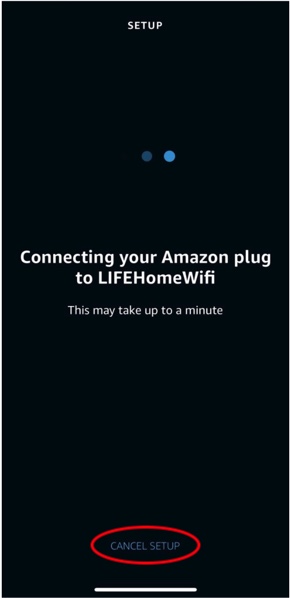 SETUP
Connecting your Amazon plug
to LIFEHomeWifi
This may take up to a minute
CANCEL SETUP